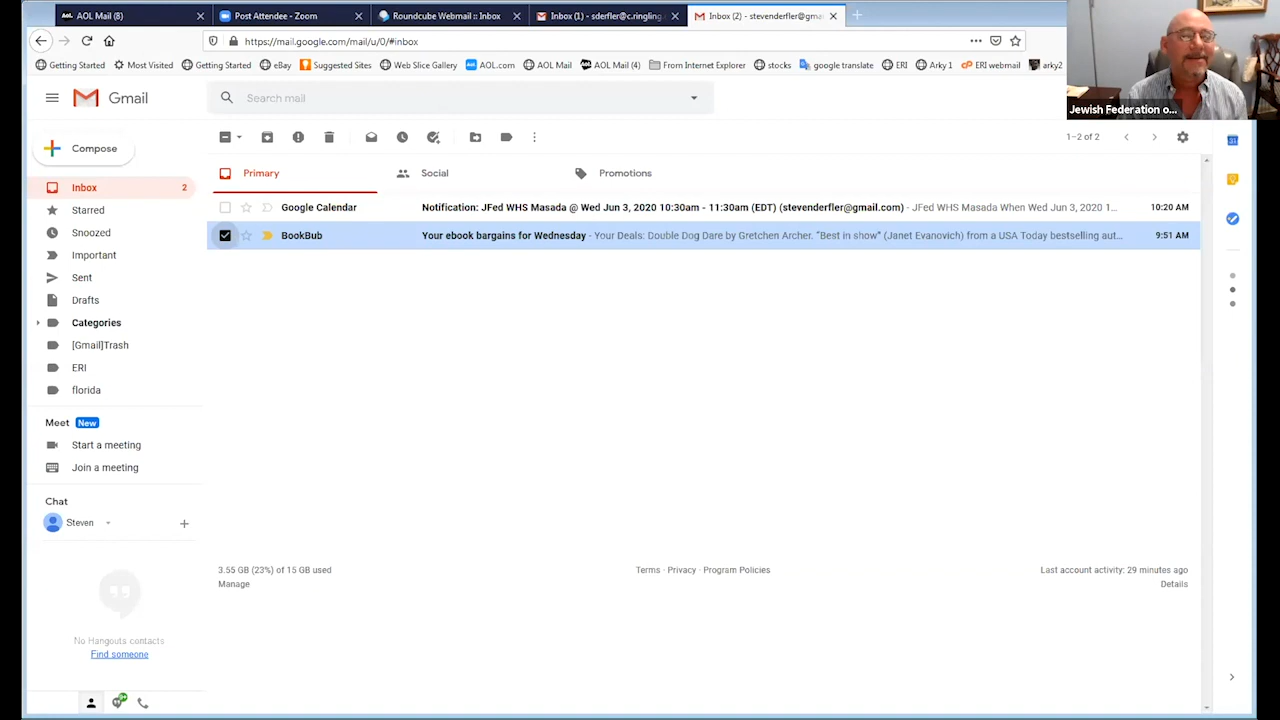 AOL Mail (8)
Post Attendee - Zoom
Roundcube Webmail :: Inbox
Inbox (1) - sderfler@c.ringling
Inbox (2) - stevenderfler@gma
https://mail.google.com/mail/u/0/#inbox
Getting Started
Most Visited
Getting Started
eBay
Suggested Sites
Web Slice Gallery
AOL.com
AOL Mail
AOL Mail (4)
From Internet Explorer
stocks
google translate
ERI
Arky 1
ERI webmail
arky2
Jewish Federation o...
Gmail
Search mail
Compose
1–2 of 2
Inbox 2
Primary
Social
Promotions
Starred
Google Calendar Notification: JFed WHS Masada @ Wed Jun 3, 2020 10:30am - 11:30am (EDT) (stevenderfler@gmail.com) - JFed WHS Masada When Wed Jun 3, 2020 1... 10:20 AM
Snoozed
BookBub Your ebook bargains for Wednesday - Your Deals: Double Dog Dare by Gretchen Archer. "Best in show" (Janet Evanovich) from a USA Today bestselling aut... 9:51 AM
Important
Sent
Drafts
Categories
[Gmail]Trash
ERI
florida
Meet New
Start a meeting
Join a meeting
Chat
Steven
3.55 GB (23%) of 15 GB used
Manage
Terms · Privacy · Program Policies
Last account activity: 29 minutes ago
Details
No Hangouts contacts
Find someone